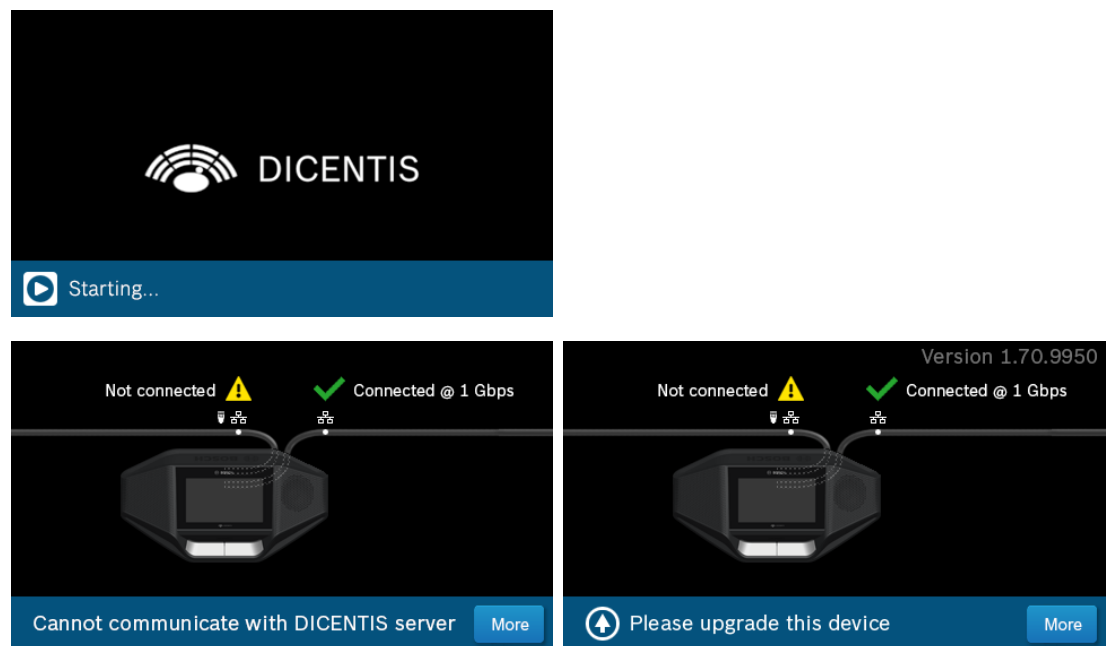 DICENTIS
Starting...
Not connected
Connected @ 1 Gbps
Cannot communicate with DICENTIS server
More
Version 1.70.9950
Not connected
Connected @ 1 Gbps
Please upgrade this device
More